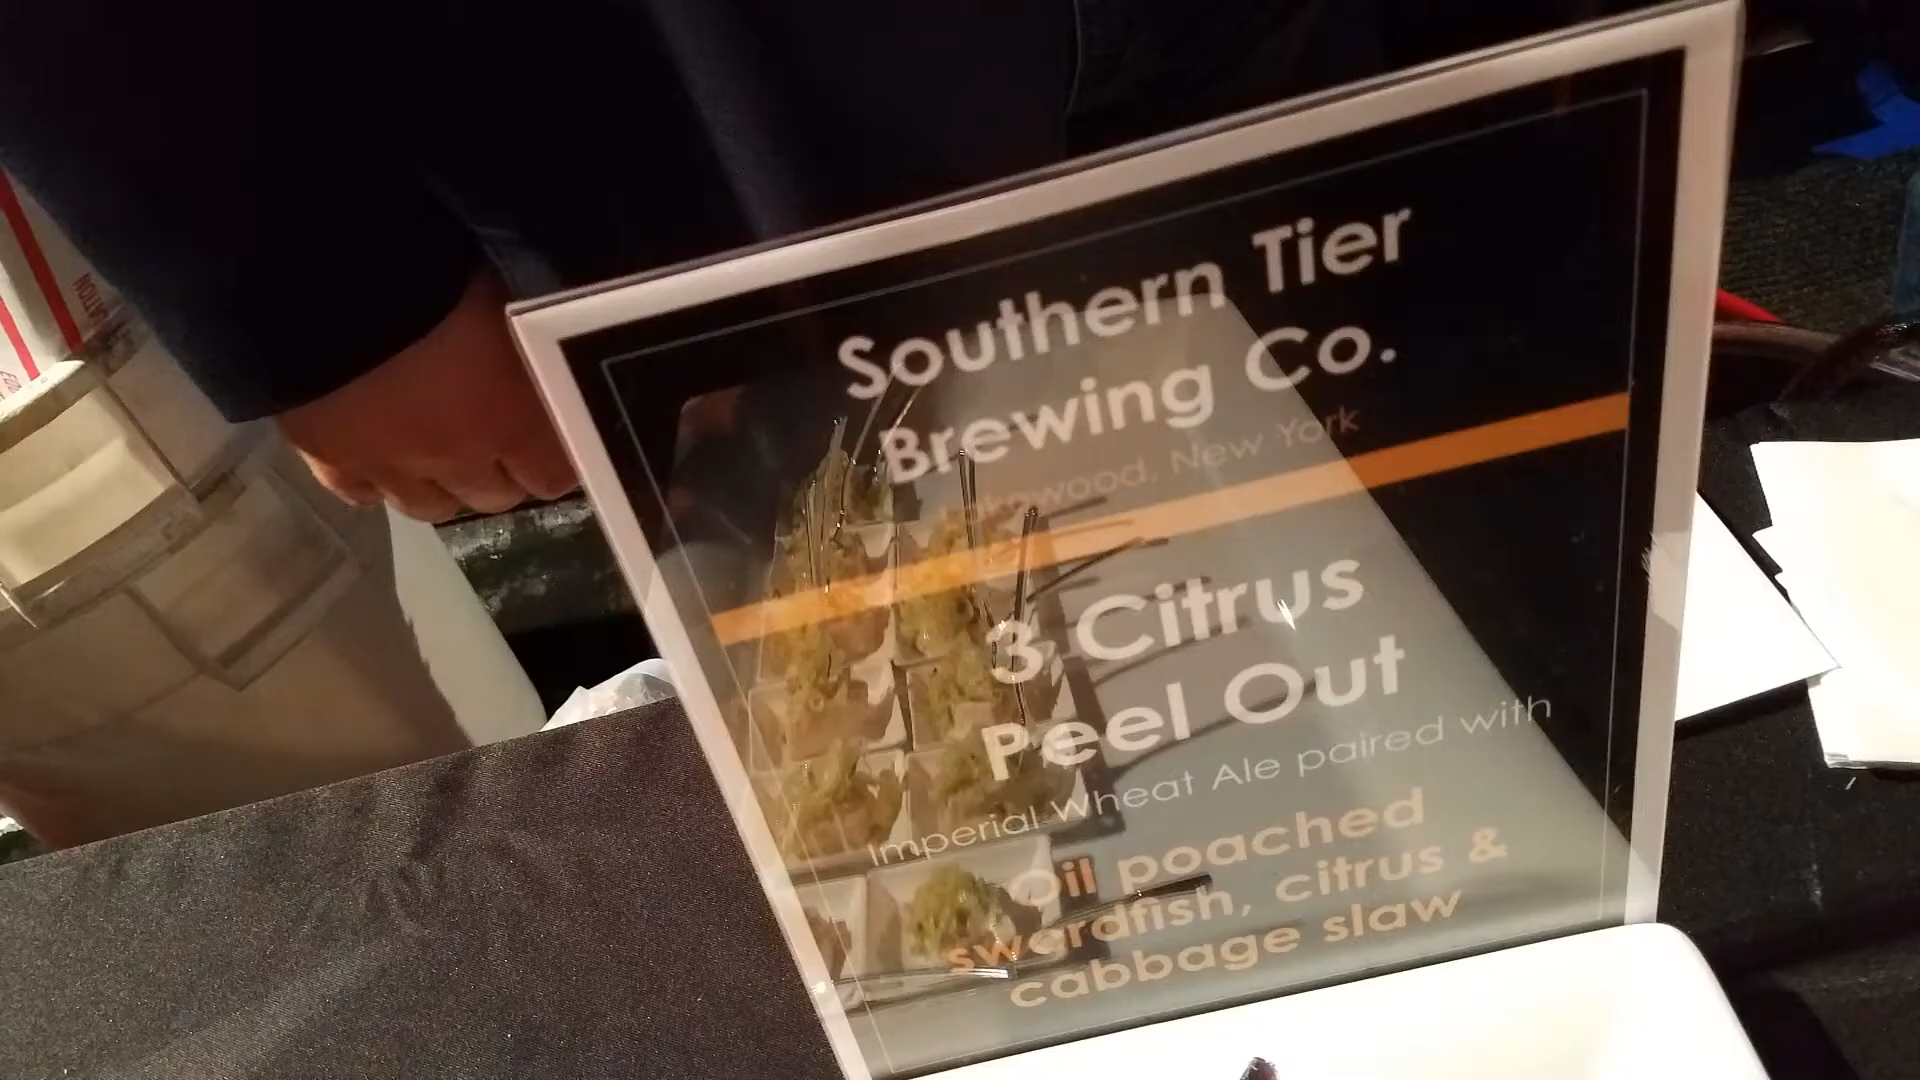 Southern Tier
Brewing Co.
Lakewood, New York
3 Citrus
Peel Out
Imperial Wheat Ale paired with
Oil poached
swordfish, citrus &
cabbage slaw